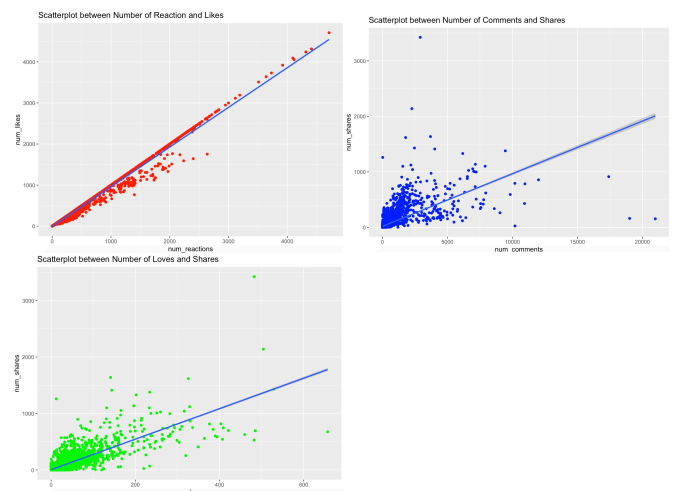 Scatterplot between Number of Reaction and Likes
4000
3000
2000
1000
0
num_likes
0 1000 2000 3000 4000
num_reactions
Scatterplot between Number of Comments and Shares
3000
2000
1000
0
num_shares
0 5000 10000 15000 20000
num_comments
Scatterplot between Number of Loves and Shares
3000
2000
1000
0
num_shares
0 200 400 600